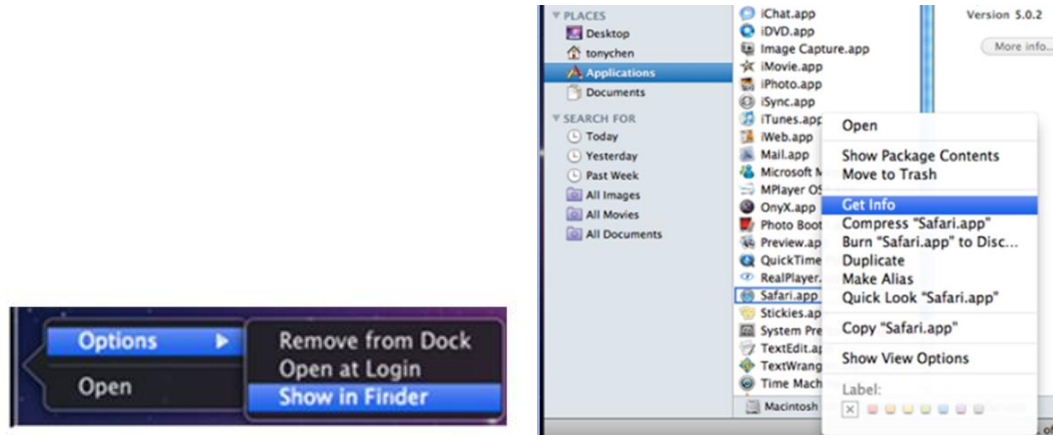 Options
Open
Remove from Dock
Open at Login
Show in Finder
PLACES
Desktop
tonychen
Applications
Documents
SEARCH FOR
Today
Yesterday
Past Week
All Images
All Movies
All Documents
iChat.app
iDVD.app
Image Capture.app
iMovie.app
iPhoto.app
iSync.app
iTunes.app
iWeb.app
Mail.app
Microsoft M
MPlayer OS
OnyX.app
Photo Boot
Preview.ap
QuickTime
RealPlayer.
Safari.app
Stickies.ap
System Pre
TextEdit.ap
TextWrang
Time Mach
Macintosh
Version 5.0.2
More info...
Open
Show Package Contents
Move to Trash
Get Info
Compress "Safari.app"
Burn "Safari.app" to Disc...
Duplicate
Make Alias
Quick Look "Safari.app"
Copy "Safari.app"
Show View Options
Label:
of